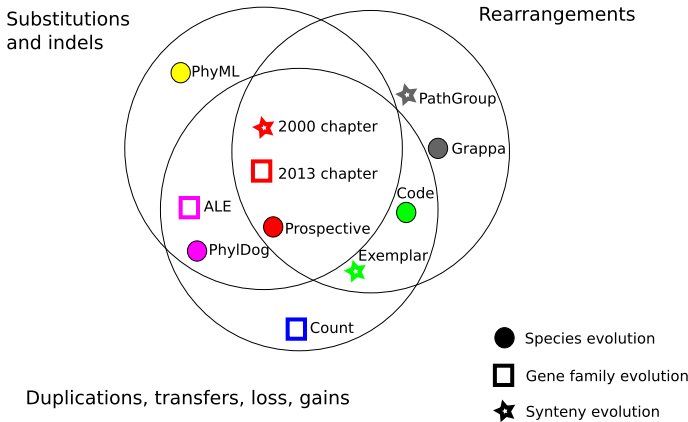 Substitutions
and indels
Rearrangements
PhyML
PathGroup
2000 chapter
Grappa
2013 chapter
Code
ALE
Prospective
PhylDog
Exemplar
Count
Species evolution
Gene family evolution
Duplications, transfers, loss, gains
Synteny evolution